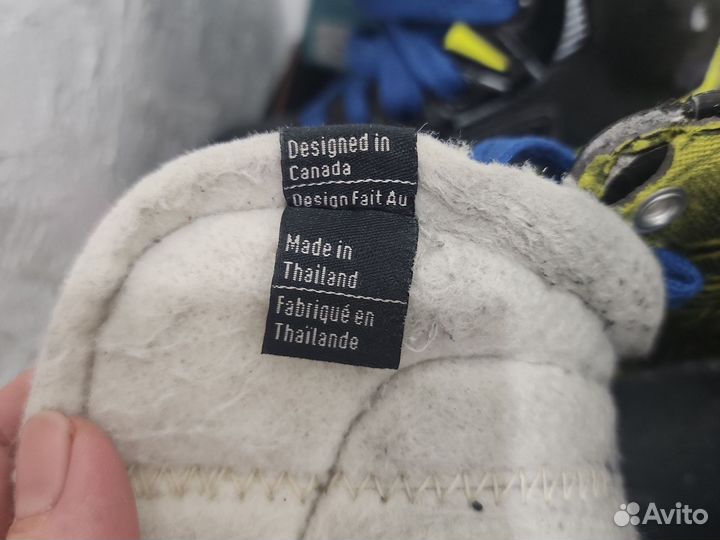 Designed in
Canada
Design Fait Au
Made in
Thailand
Fabriqué en
Thaïlande
Avito